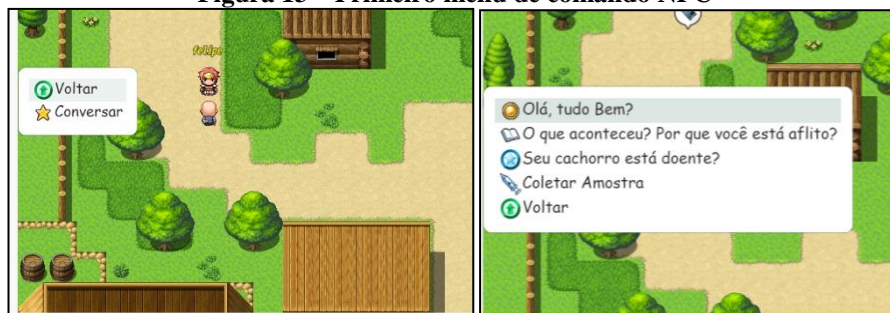 Figura – Primeiro menu de comando NPC
feLipe
Voltar
Conversar
Olá, tudo Bem?
O que aconteceu? Por que você está aflito?
Seu cachorro está doente?
Coletar Amostra
Voltar